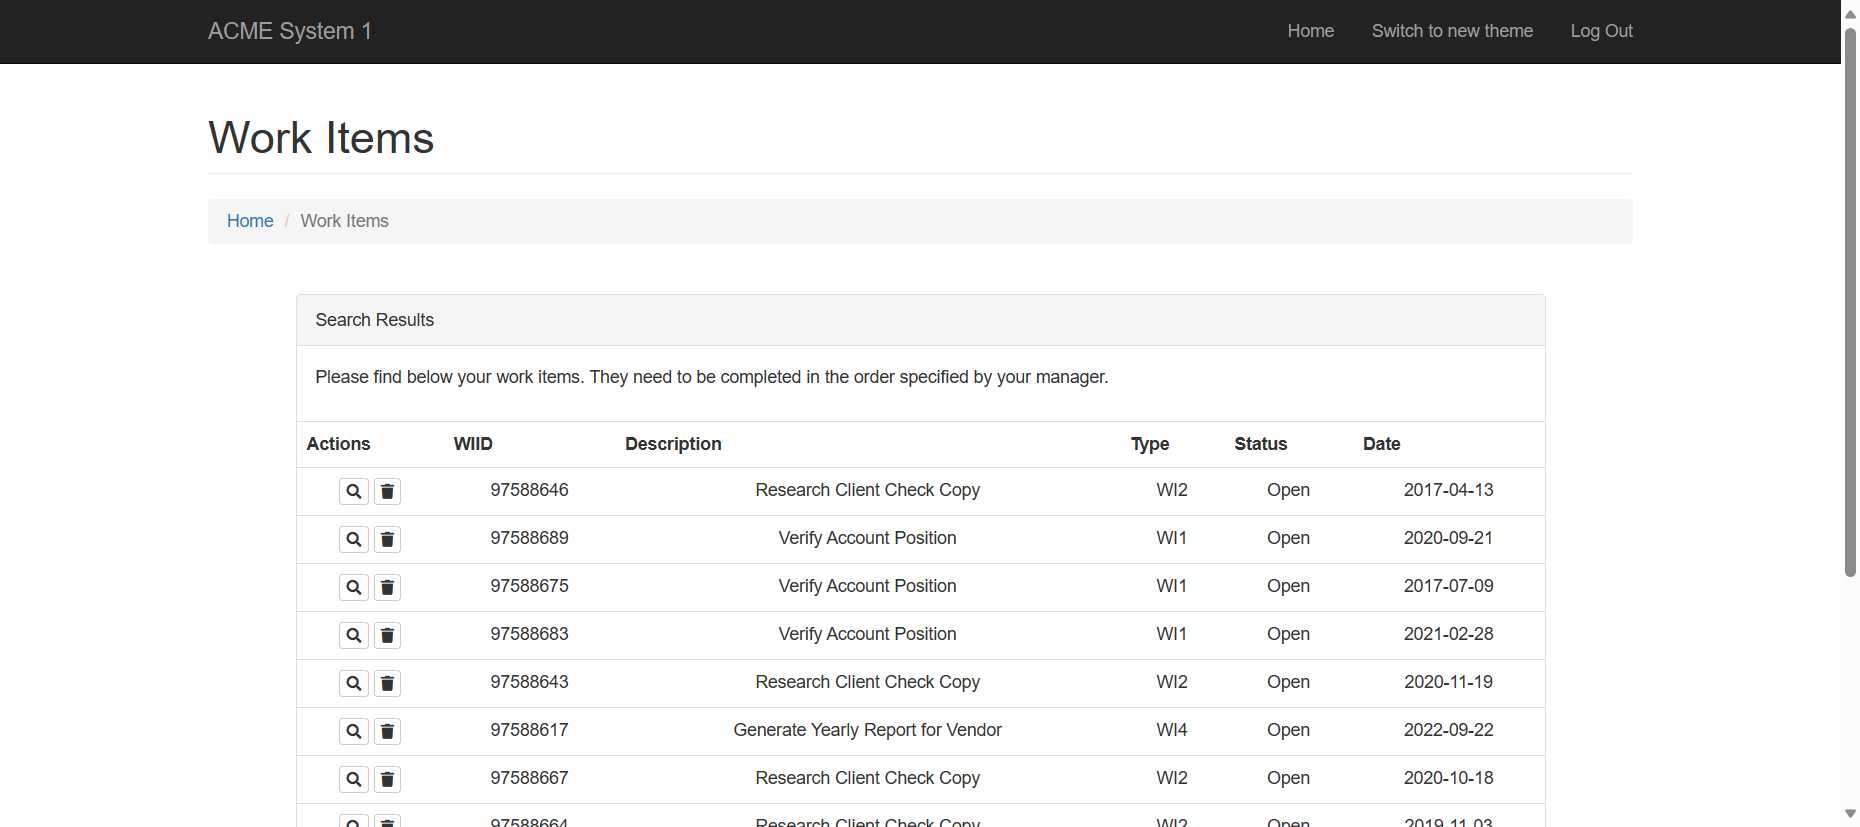 ACME System 1 Home Switch to new theme Log Out
Work Items
Home / Work Items
Search Results
Please find below your work items. They need to be completed in the order specified by your manager.
Actions WIID Description Type Status Date
97588646 Research Client Check Copy WI2 Open 2017-04-13
97588689 Verify Account Position WI1 Open 2020-09-21
97588675 Verify Account Position WI1 Open 2017-07-09
97588683 Verify Account Position WI1 Open 2021-02-28
97588643 Research Client Check Copy WI2 Open 2020-11-19
97588617 Generate Yearly Report for Vendor WI4 Open 2022-09-22
97588667 Research Client Check Copy WI2 Open 2020-10-18
97588664 Research Client Check Copy WI2 Open 2019-11-03